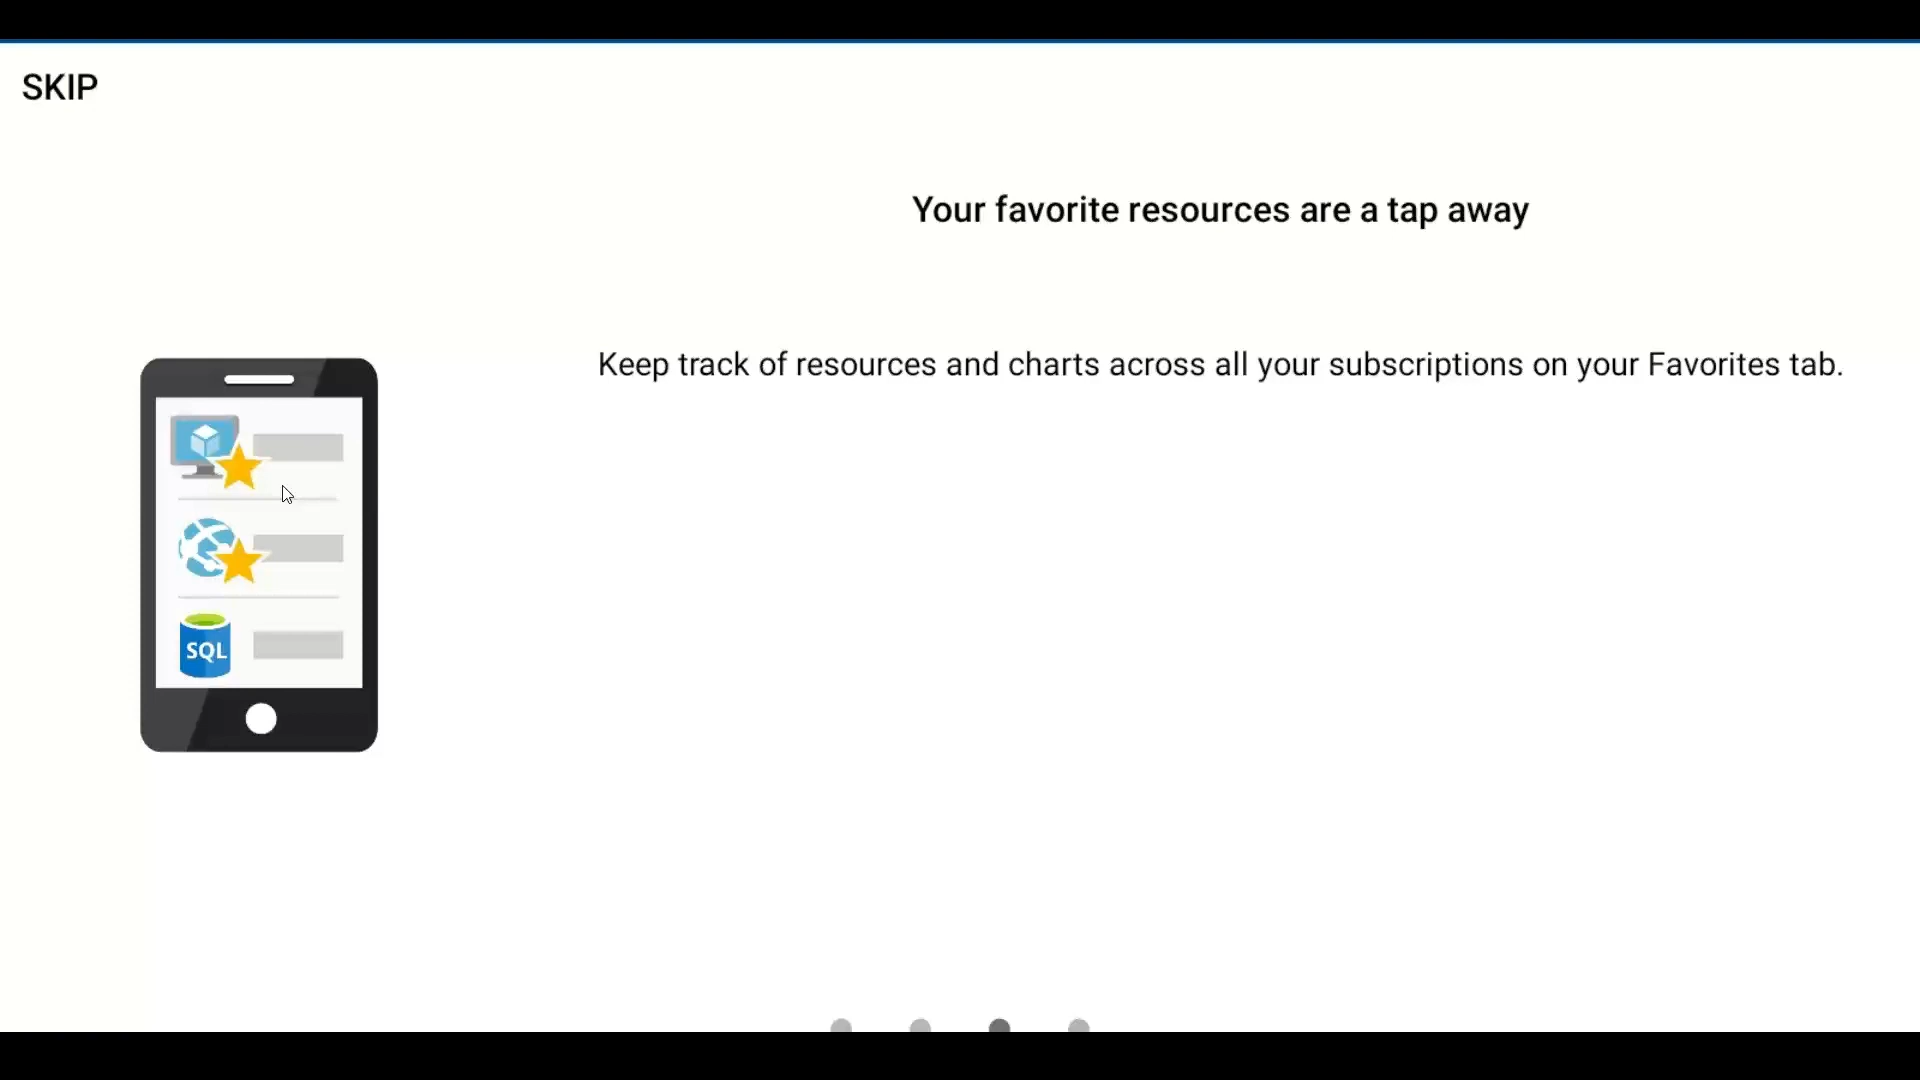 SKIP
Your favorite resources are a tap away
Keep track of resources and charts across all your subscriptions on your Favorites tab.
SQL